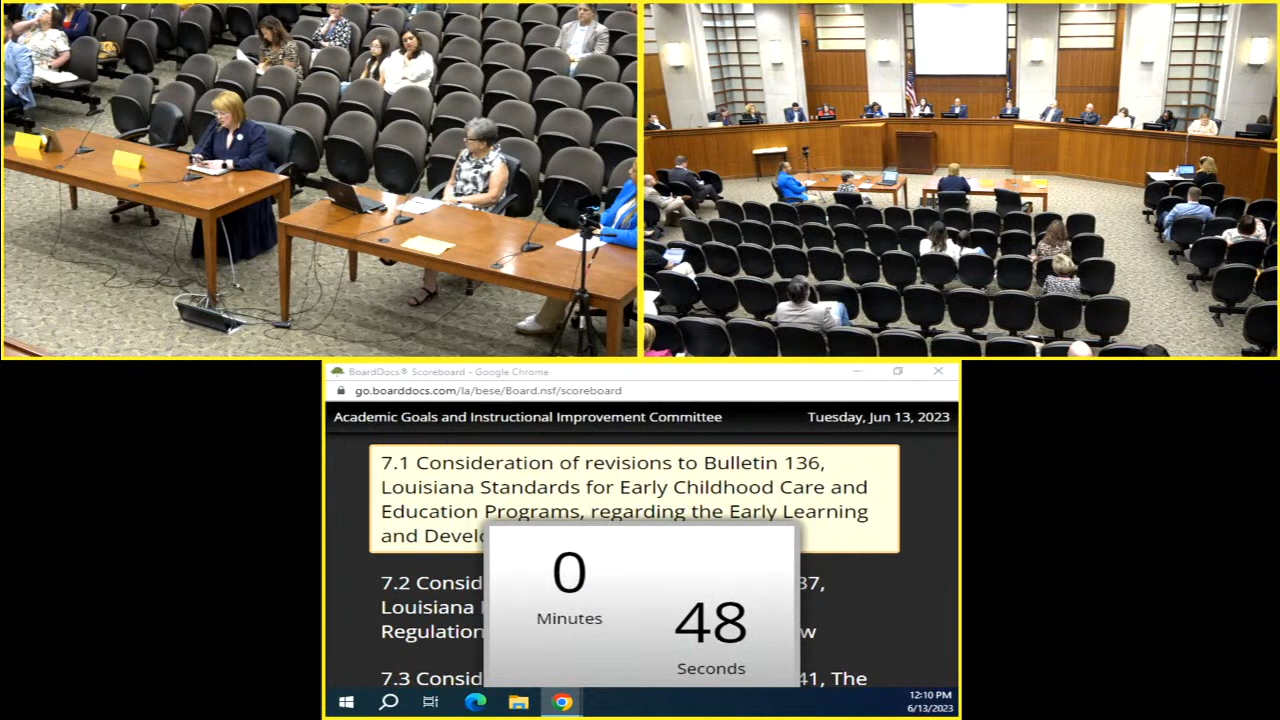 BoardDocs® Scoreboard - Google Chrome
go.boarddocs.com/la/bese/Board.nsf/scoreboard
Academic Goals and Instructional Improvement Committee Tuesday, Jun 13, 2023
7.1 Consideration of revisions to Bulletin 136,
Louisiana Standards for Early Childhood Care and
Education Programs, regarding the Early Learning
and Develo
0
Minutes
48
Seconds
7.2 Consid 37,
Louisiana
Regulation w
7.3 Consid 41, The
12:10 PM
6/13/2023